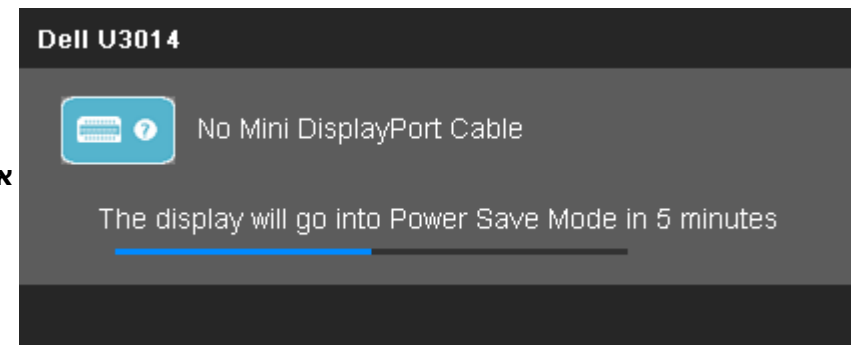 Dell U3014
No Mini DisplayPort Cable
א
The display will go into Power Save Mode in 5 minutes